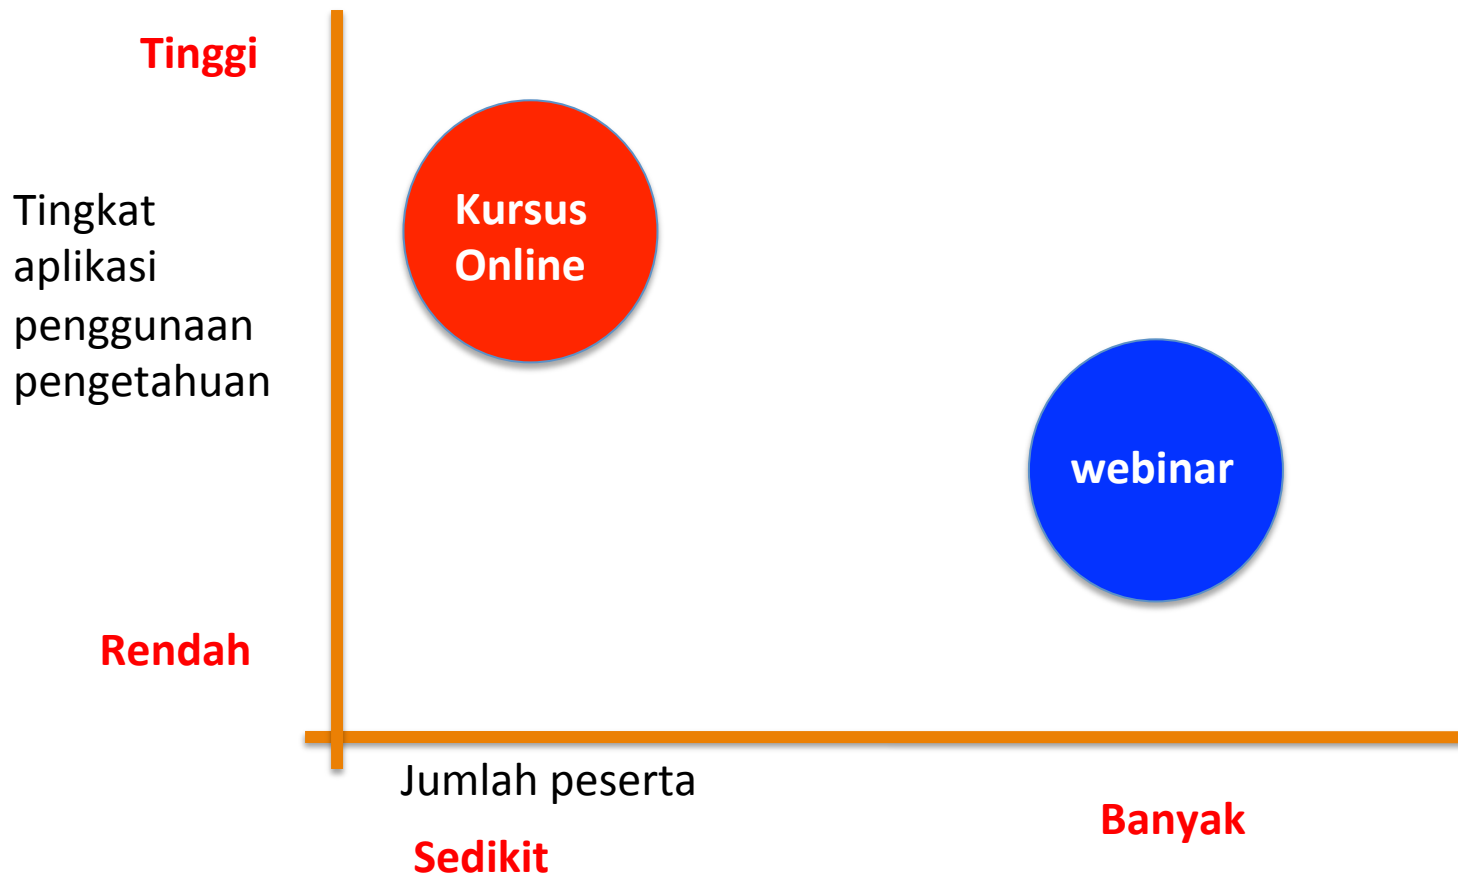 Tinggi
Tingkat
aplikasi
penggunaan
pengetahuan
Kursus
Online
webinar
Rendah
Jumlah peserta
Banyak
Sedikit